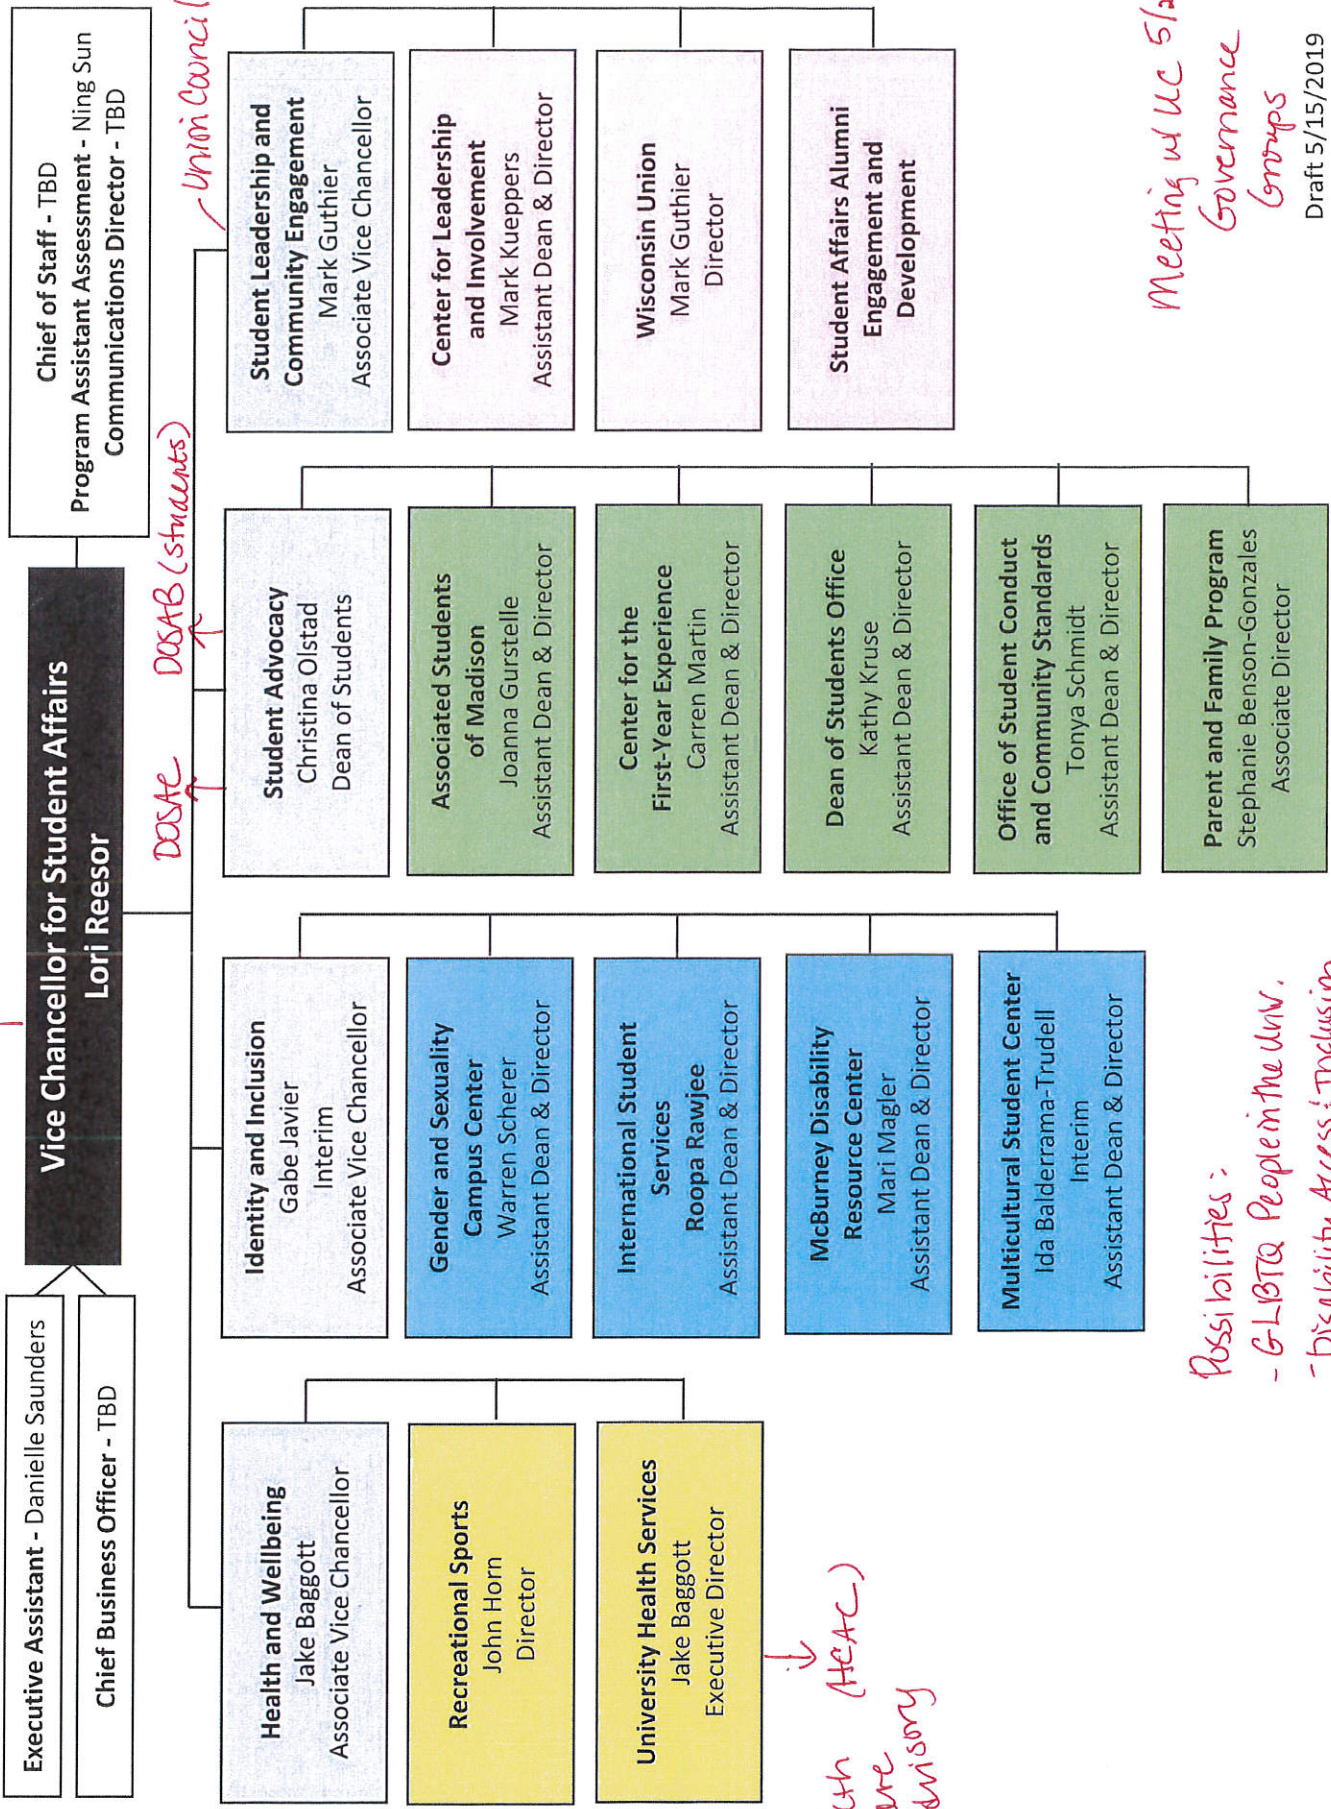 Executive Assistant - Danielle Saunders
Chief Business Officer - TBD
Vice Chancellor for Student Affairs
Lori Reesor
Chief of Staff - TBD
Program Assistant Assessment - Ning Sun
Communications Director - TBD
DOSAC
DOSAB (students)
Union Council
Health and Wellbeing
Jake Baggott
Associate Vice Chancellor
Recreational Sports
John Horn
Director
University Health Services
Jake Baggott
Executive Director
(HCAC)
Identity and Inclusion
Gabe Javier
Interim
Associate Vice Chancellor
Gender and Sexuality
Campus Center
Warren Scherer
Assistant Dean & Director
International Student
Services
Roopa Rawjee
Assistant Dean & Director
McBurney Disability
Resource Center
Mari Magler
Assistant Dean & Director
Multicultural Student Center
Ida Balderrama-Trudell
Interim
Assistant Dean & Director
Possibilities:
- GLBTQ People in the Univ.
- Disability Access & Inclusion
Student Advocacy
Christina Olstad
Dean of Students
Associated Students
of Madison
Joanna Gurstelle
Assistant Dean & Director
Center for the
First-Year Experience
Carren Martin
Assistant Dean & Director
Dean of Students Office
Kathy Kruse
Assistant Dean & Director
Office of Student Conduct
and Community Standards
Tonya Schmidt
Assistant Dean & Director
Parent and Family Program
Stephanie Benson-Gonzales
Associate Director
Student Leadership and
Community Engagement
Mark Guthier
Associate Vice Chancellor
Center for Leadership
and Involvement
Mark Kueppers
Assistant Dean & Director
Wisconsin Union
Mark Guthier
Director
Student Affairs Alumni
Engagement and
Development
Meeting w/ UC 5/2
Governance
Groups
Draft 5/15/2019